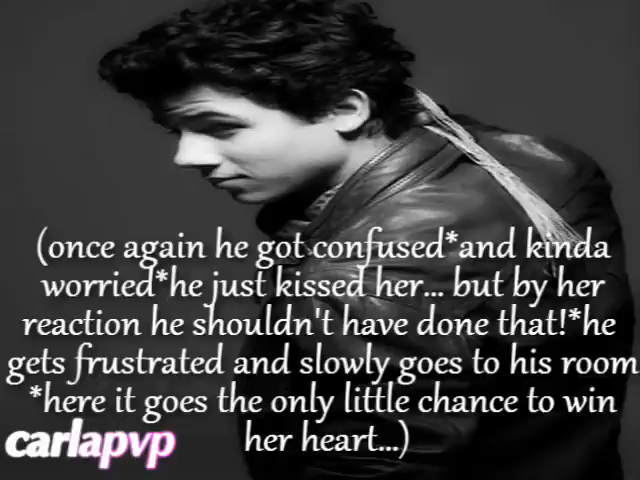 (once again he got confused*and kinda
worried*he just kissed her... but by her
reaction he shouldn't have done that!*he
gets frustrated and slowly goes to his room
*here it goes the only little chance to win
her heart...)
carlapvp